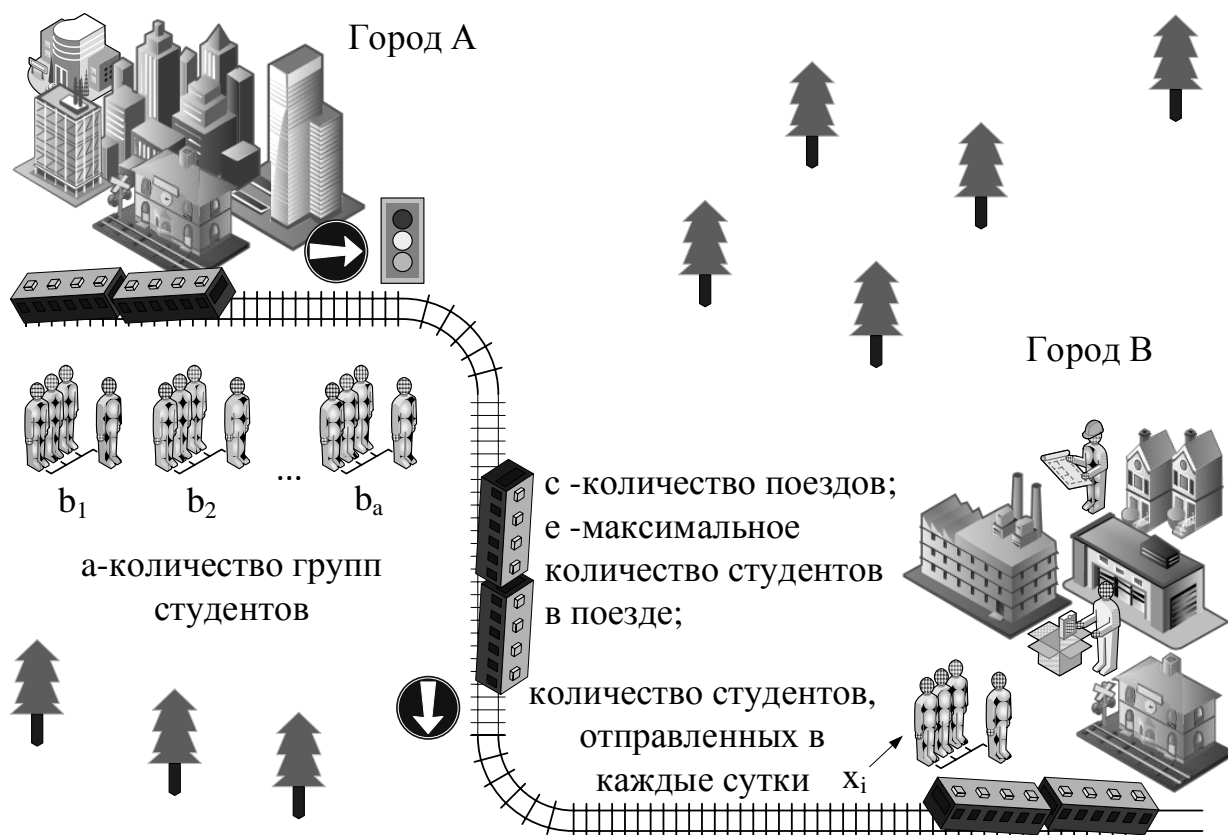 Город А
Город В
b1
b2
...
ba
а-количество групп
студентов
с -количество поездов;
е -максимальное
количество студентов
в поезде;
количество студентов,
отправленных в
каждые сутки
xi